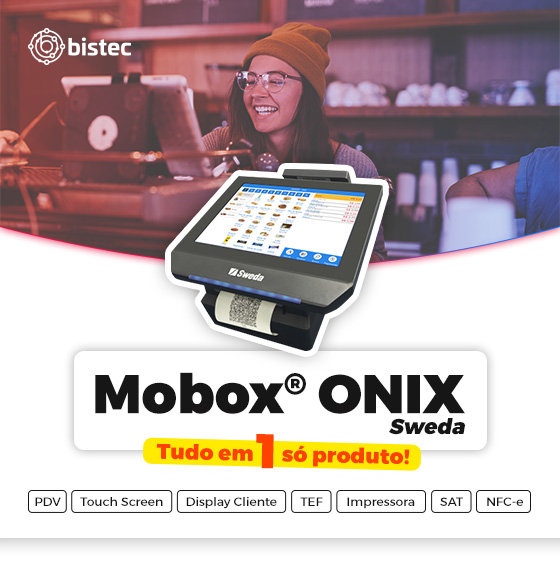 bistec
Sweda
Mobox® ONIX
Sweda
Tudo em 1 só produto!
PDV
Touch Screen
Display Cliente
TEF
Impressora
SAT
NFC-e